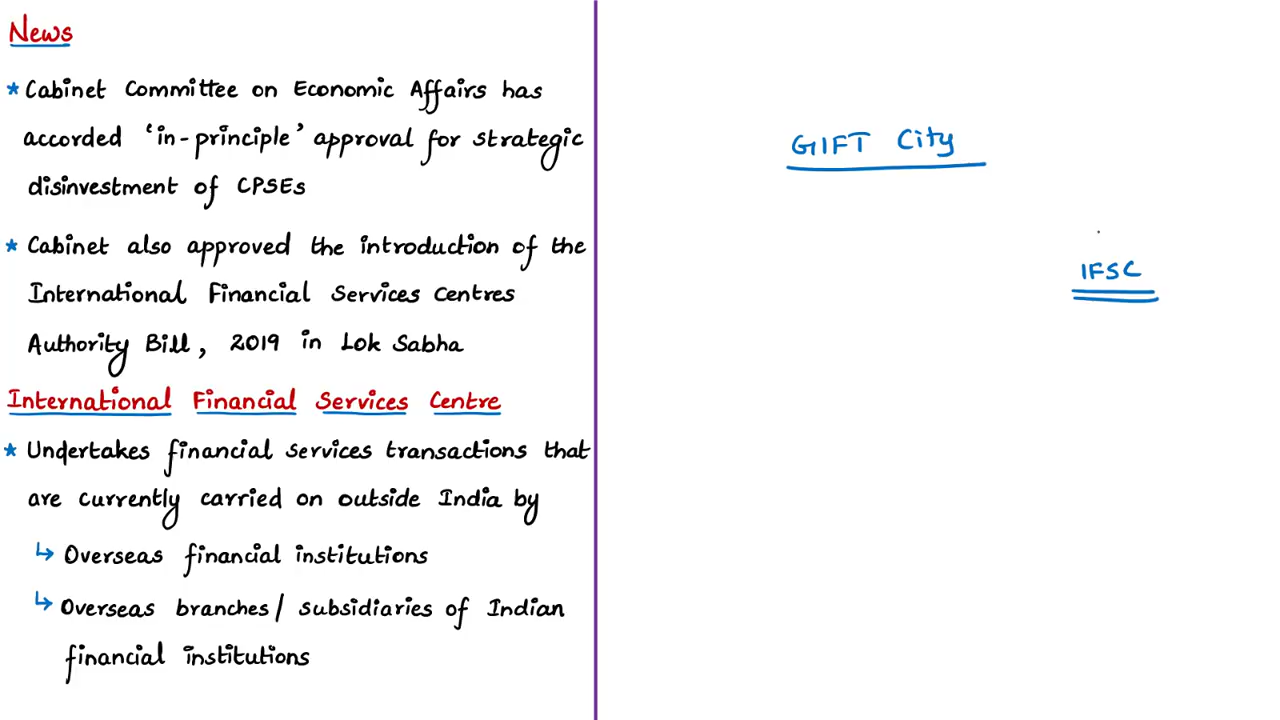 News
* Cabinet Committee on Economic Affairs has
accorded 'in-principle' approval for strategic
disinvestment of CPSEs
* Cabinet also approved the introduction of the
International Financial Services Centres
Authority Bill, 2019 in Lok Sabha
International Financial Services Centre
* Undertakes financial services transactions that
are currently carried on outside India by
↳ Overseas financial institutions
↳ Overseas branches/ subsidiaries of Indian
financial institutions
GIFT City
IFSC